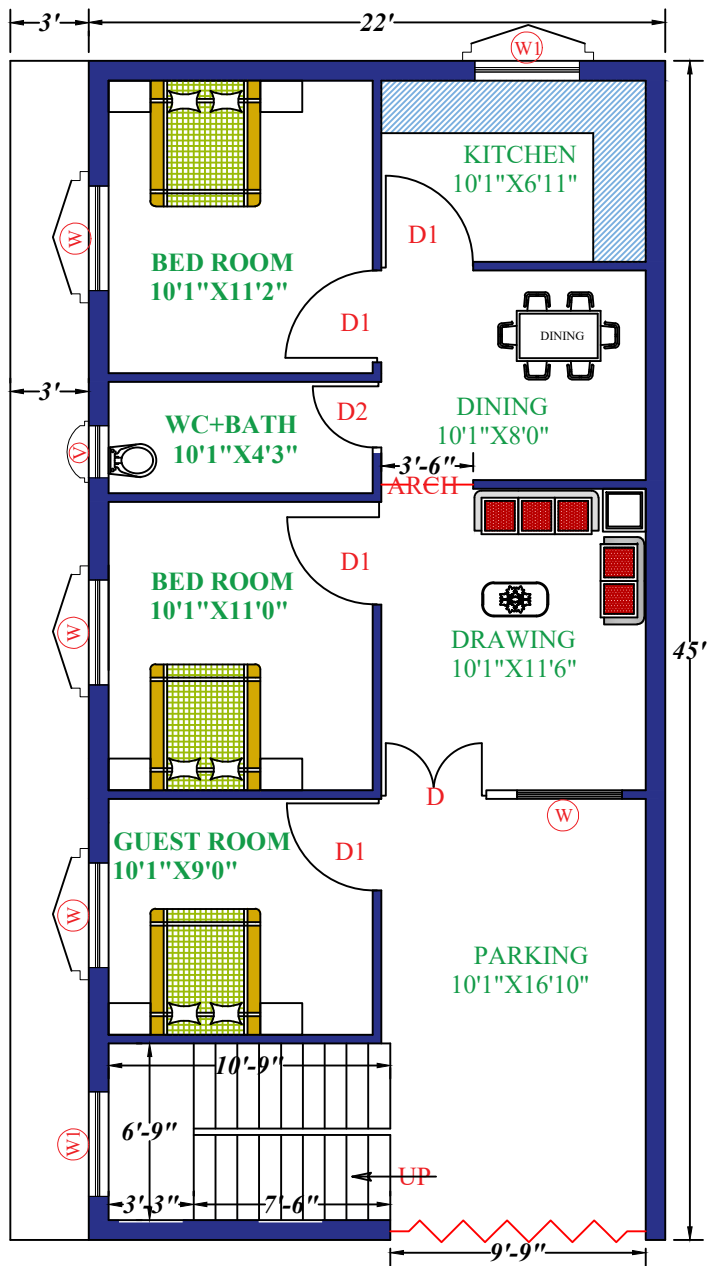 3'
22'
W1
KITCHEN
10'1"X6'11"
D1
W
BED ROOM
10'1"X11'2"
D1
DINING
3'
D2
WC+BATH
10'1"X4'3"
DINING
10'1"X8'0"
V
3'-6"
ARCH
D1
BED ROOM
10'1"X11'0"
W
DRAWING
10'1"X11'6"
45'
D
W
GUEST ROOM
10'1"X9'0"
D1
W
PARKING
10'1"X16'10"
10'-9"
6'-9"
W1
UP
3'-3"
7'-6"
9'-9"